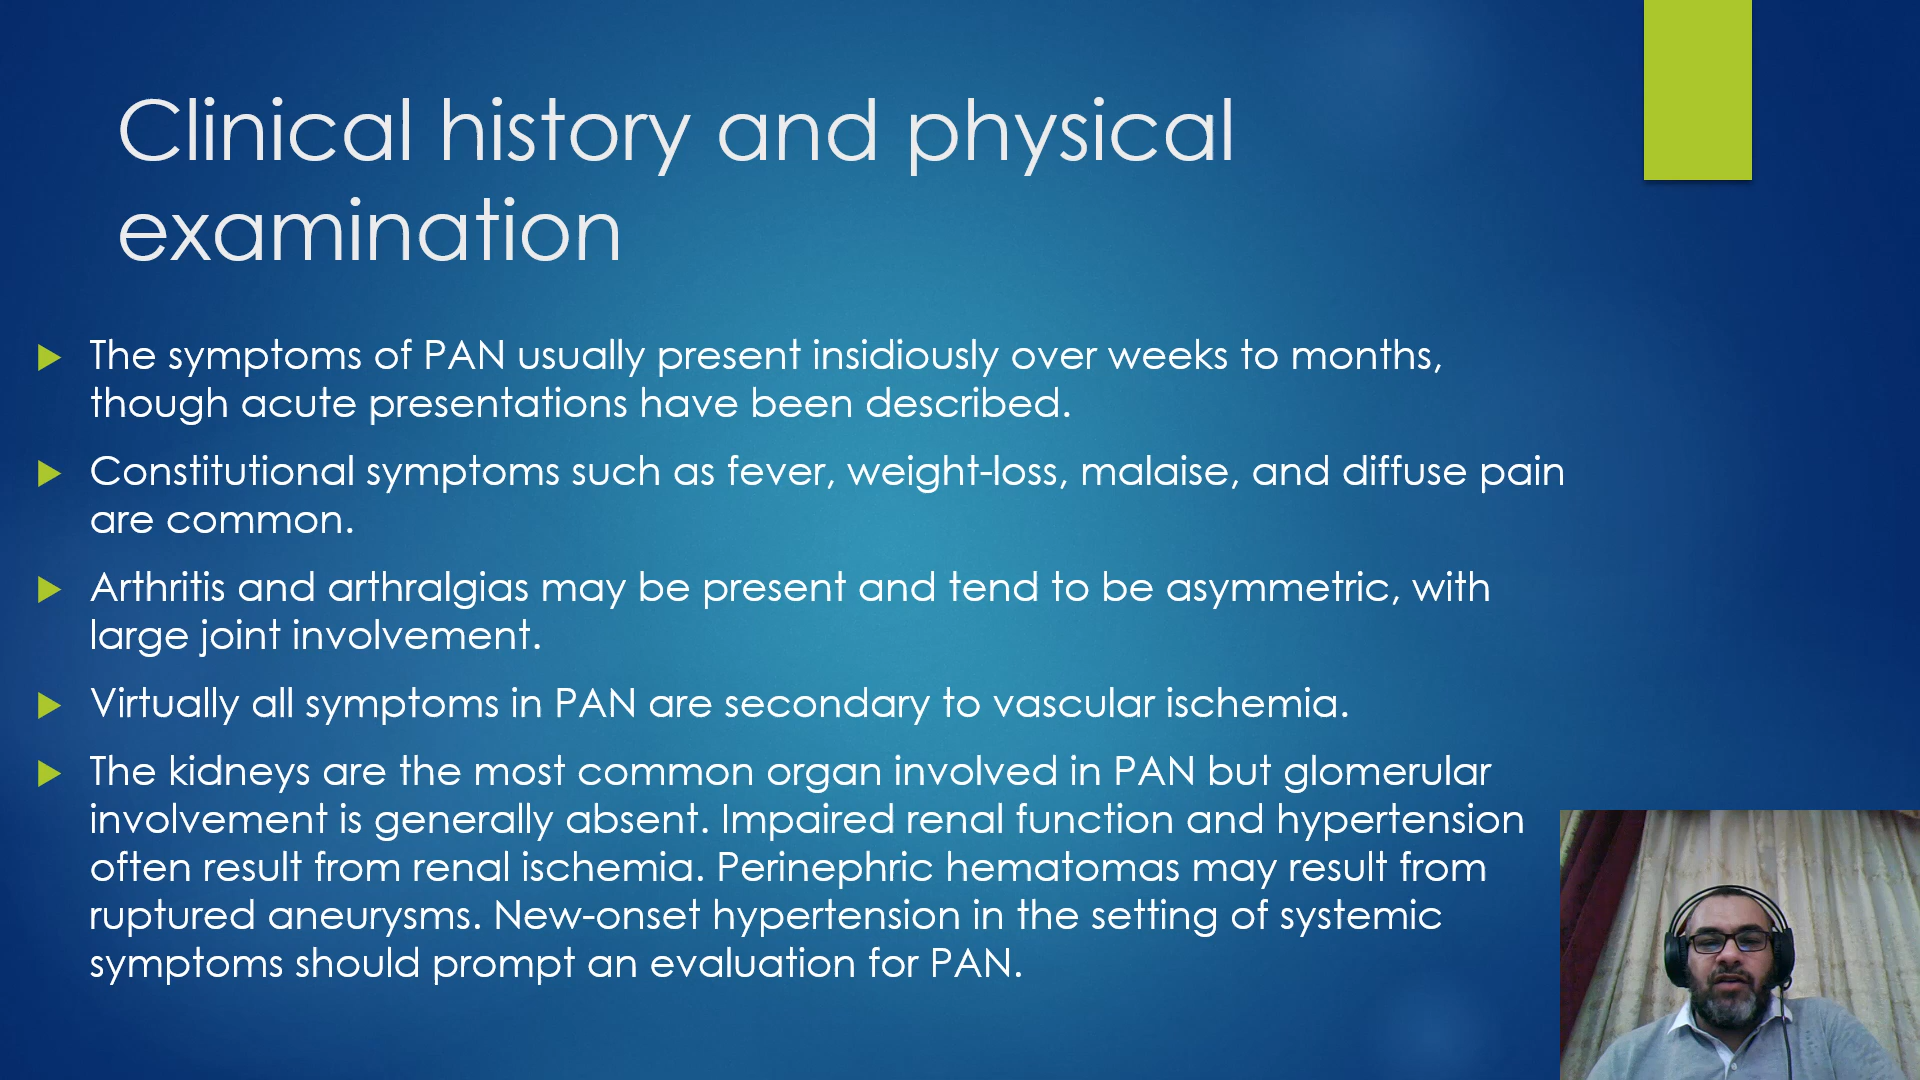 Clinical history and physical
examination
The symptoms of PAN usually present insidiously over weeks to months,
though acute presentations have been described.
Constitutional symptoms such as fever, weight-loss, malaise, and diffuse pain
are common.
Arthritis and arthralgias may be present and tend to be asymmetric, with
large joint involvement.
Virtually all symptoms in PAN are secondary to vascular ischemia.
The kidneys are the most common organ involved in PAN but glomerular
involvement is generally absent. Impaired renal function and hypertension
often result from renal ischemia. Perinephric hematomas may result from
ruptured aneurysms. New-onset hypertension in the setting of systemic
symptoms should prompt an evaluation for PAN.